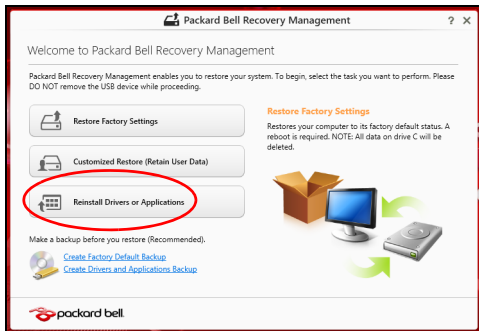 Packard Bell Recovery Management
? X
Welcome to Packard Bell Recovery Management
Packard Bell Recovery Management enables you to restore your system. To begin, select the task you want to perform. Please
DO NOT remove the USB device while proceeding.
Restore Factory Settings
Customized Restore (Retain User Data)
Reinstall Drivers or Applications
Restore Factory Settings
Restores your computer to its factory default status. A
reboot is required. NOTE: All data on drive C will be
deleted.
Make a backup before you restore (Recommended).
Create Factory Default Backup
Create Drivers and Applications Backup
packard bell.